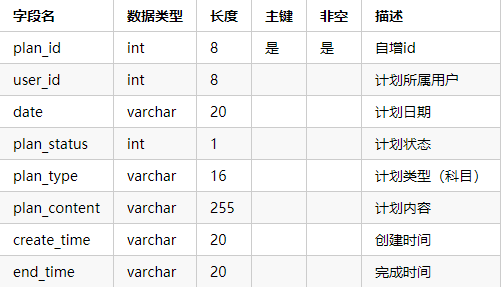 字段名 数据类型 长度 主键 非空 描述
plan_id int 8 是 是 自增id
user_id int 8 计划所属用户
date varchar 20 计划日期
plan_status int 1 计划状态
plan_type varchar 16 计划类型（科目）
plan_content varchar 255 计划内容
create_time varchar 20 创建时间
end_time varchar 20 完成时间